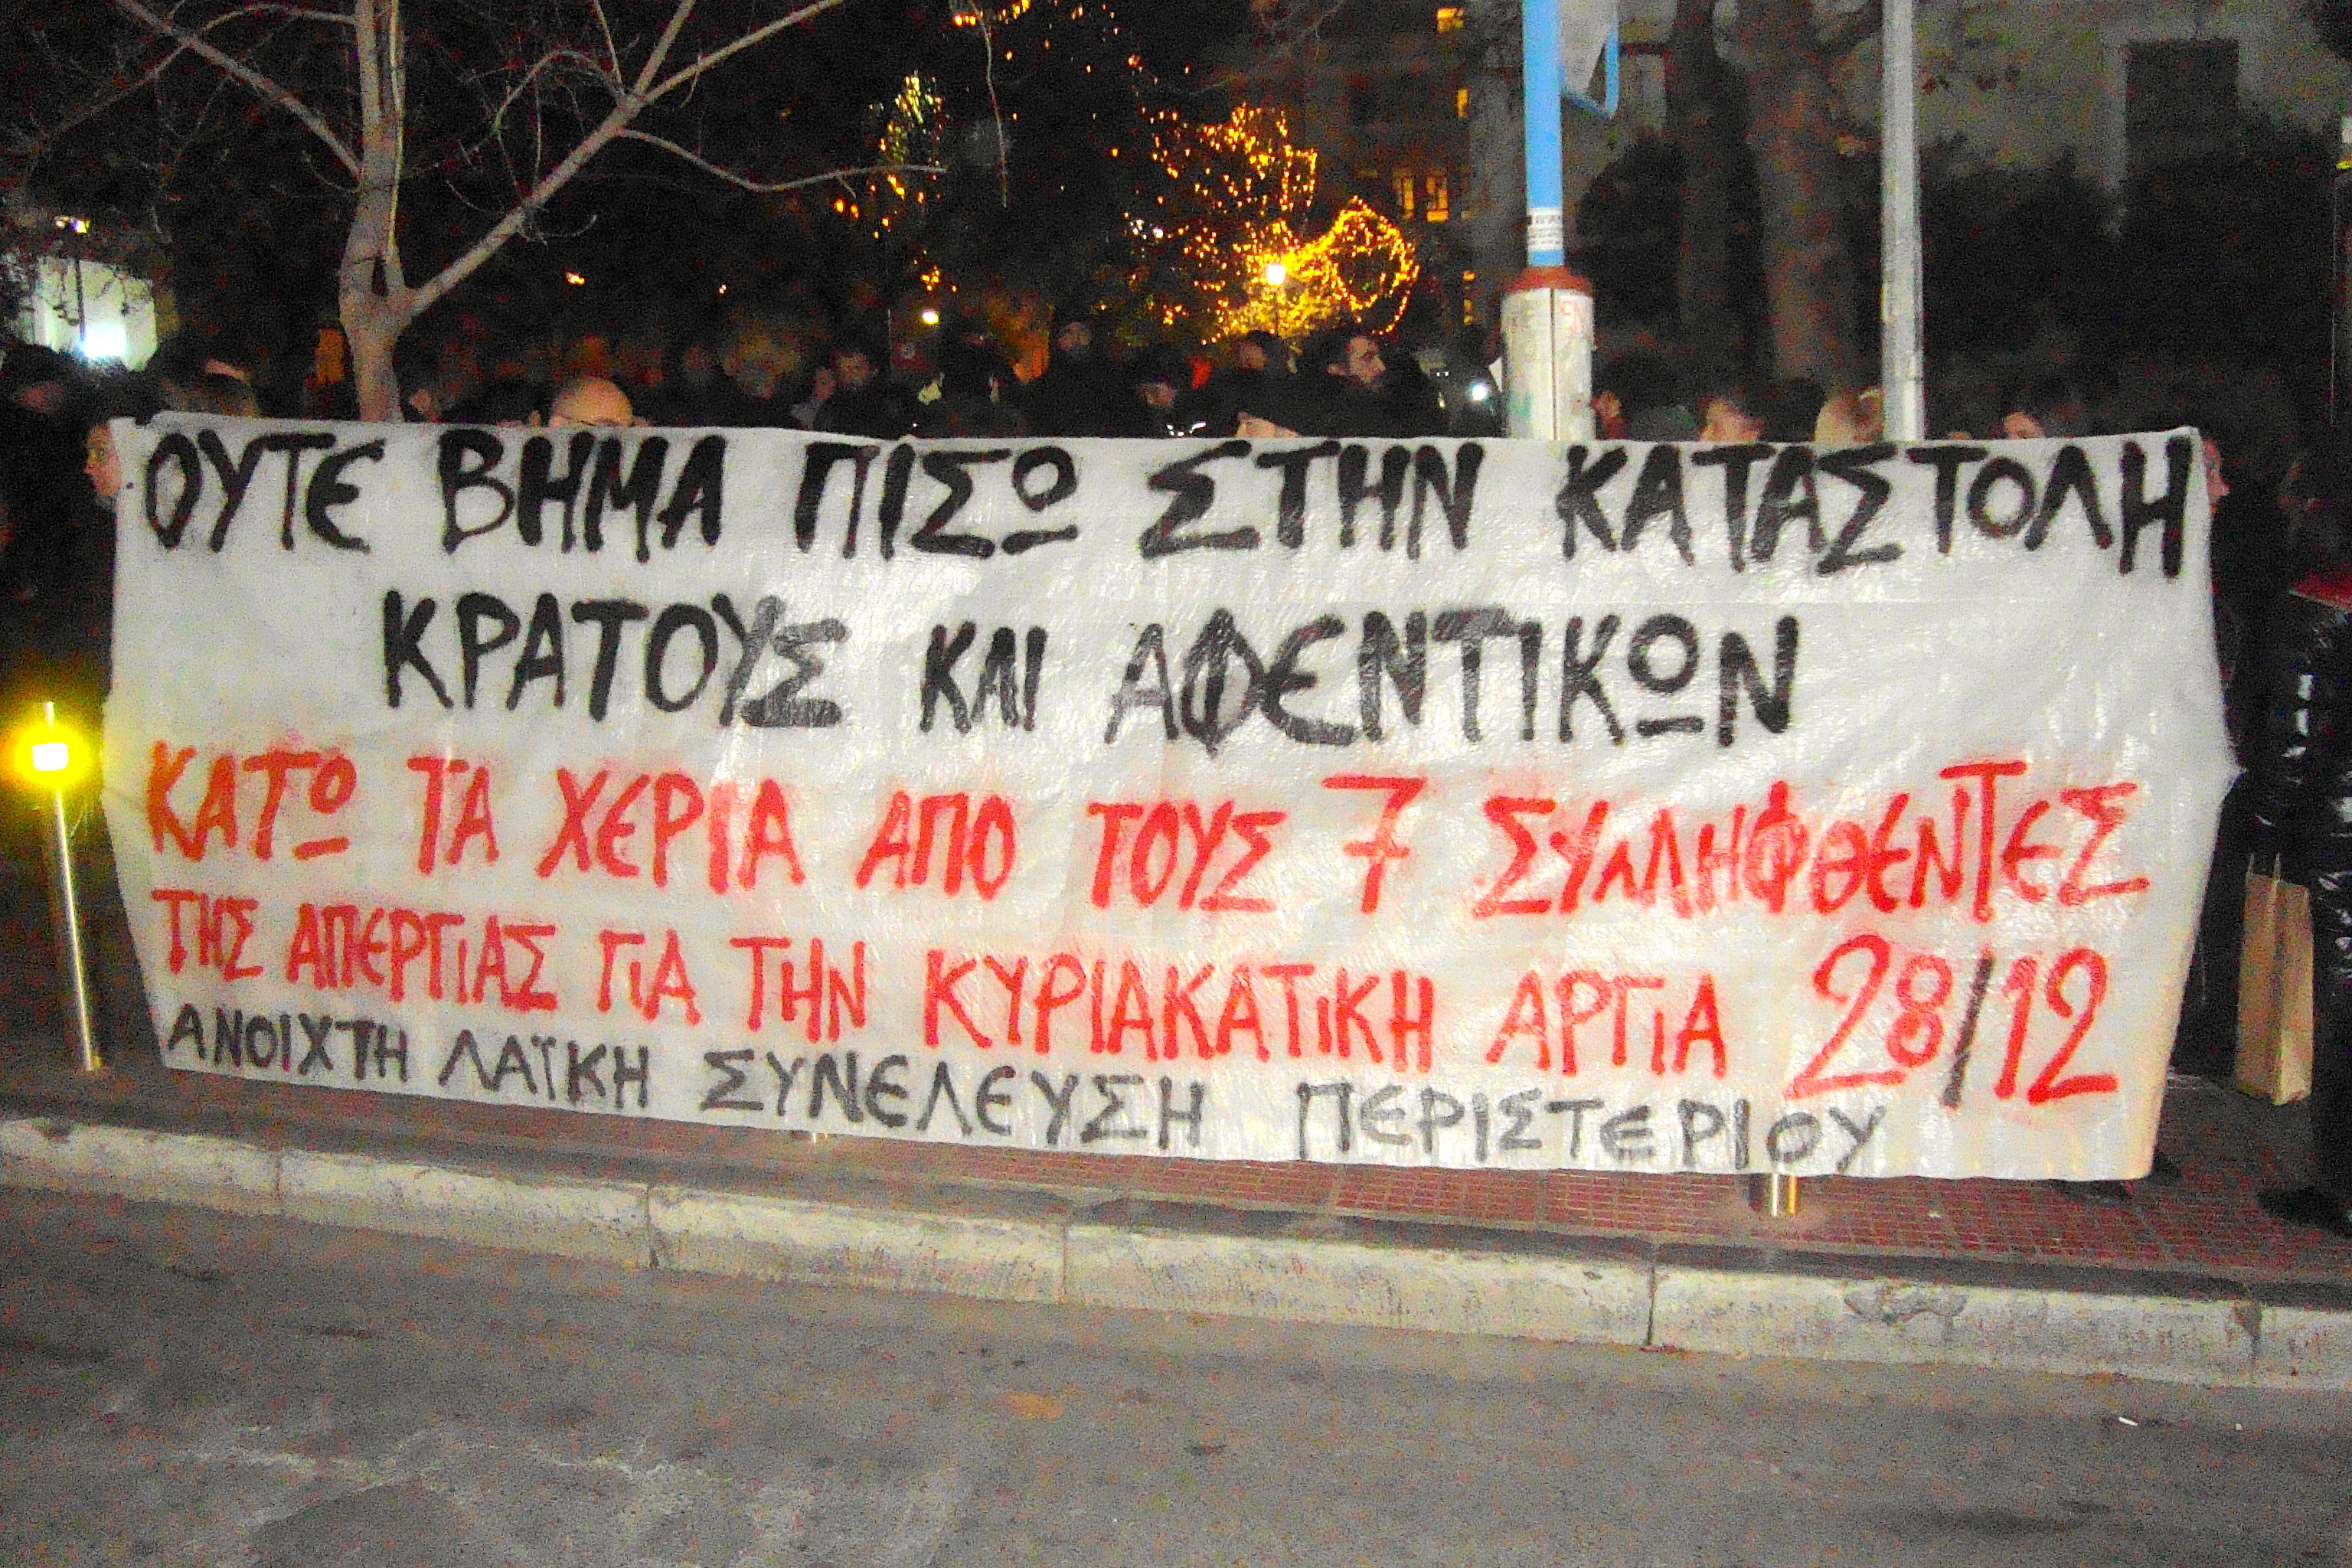 ΟΥΤΕ ΒΗΜΑ ΠΙΣΩ ΣΤΗΝ ΚΑΤΑΣΤΟΛΗ
ΚΡΑΤΟΥΣ ΚΑΙ ΑΦΕΝΤΙΚΩΝ
ΚΑΤΩ ΤΑ ΧΕΡΙΑ ΑΠΟ ΤΟΥΣ 7 ΣΥΛΛΗΦΘΕΝΤΕΣ
ΤΗΣ ΑΠΕΡΓΙΑΣ ΓΙΑ ΤΗΝ ΚΥΡΙΑΚΑΤΙΚΗ ΑΡΓΙΑ 28/12
ΑΝΟΙΧΤΗ ΛΑΪΚΗ ΣΥΝΕΛΕΥΣΗ ΠΕΡΙΣΤΕΡΙΟΥ